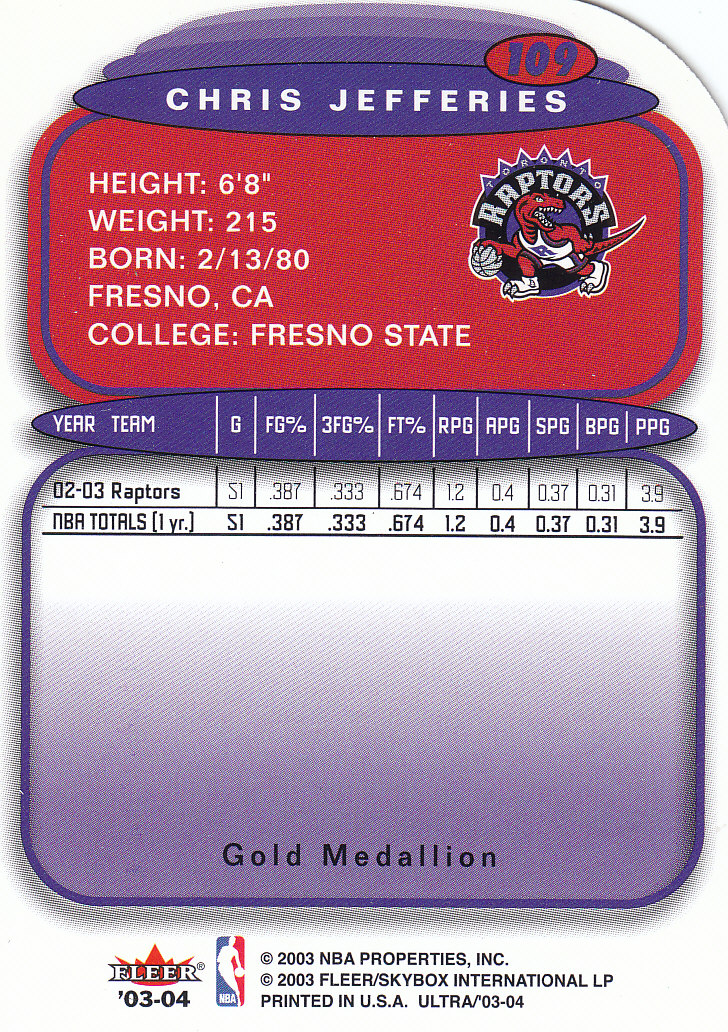 109
CHRIS JEFFERIES
HEIGHT: 6'8"
WEIGHT: 215
BORN: 2/13/80
FRESNO, CA
COLLEGE: FRESNO STATE
TORONTO
RAPTORS
YEAR TEAM G FG% 3FG% FT% RPG APG SPG BPG PPG
02-03 Raptors 51 .387 .333 .674 1.2 0.4 0.37 0.31 3.9
NBA TOTALS (1 yr.) 51 .387 .333 .674 1.2 0.4 0.37 0.31 3.9
Gold Medallion
FLEER®
'03-04
NBA
© 2003 NBA PROPERTIES, INC.
© 2003 FLEER/SKYBOX INTERNATIONAL LP
PRINTED IN U.S.A. ULTRA/'03-04